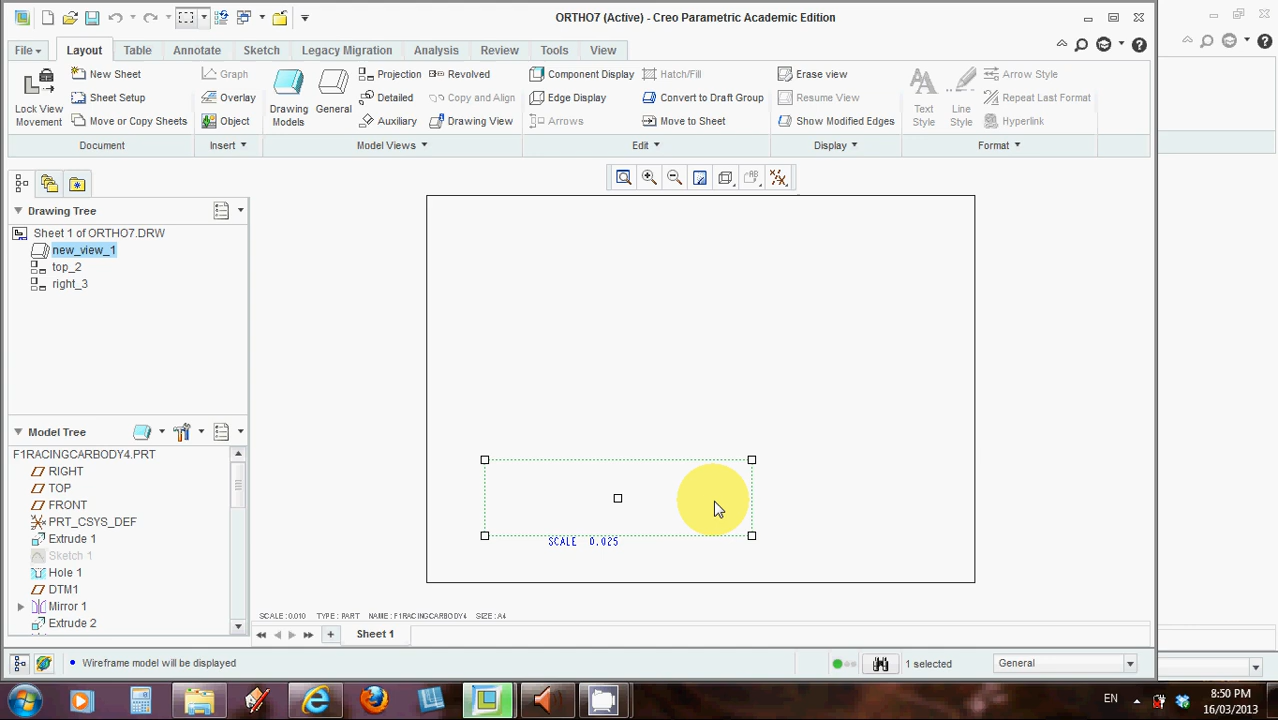 ORTHO7 (Active) - Creo Parametric Academic Edition
File Layout Table Annotate Sketch Legacy Migration Analysis Review Tools View
Lock View Movement
New Sheet
Sheet Setup
Move or Copy Sheets
Document
Graph
Overlay
Object
Insert
Drawing Models
General
Projection
Detailed
Auxiliary
Revolved
Copy and Align
Drawing View
Model Views
Component Display
Edge Display
Arrows
Hatch/Fill
Convert to Draft Group
Move to Sheet
Edit
Erase view
Resume View
Show Modified Edges
Display
Text Style
Line Style
Arrow Style
Repeat Last Format
Hyperlink
Format
Drawing Tree
Sheet 1 of ORTHO7.DRW
new_view_1
top_2
right_3
Model Tree
F1RACINGCARBODY4.PRT
RIGHT
TOP
FRONT
PRT_CSYS_DEF
Extrude 1
Sketch 1
Hole 1
DTM1
Mirror 1
Extrude 2
SCALE 0.025
SCALE : 0.010 TYPE : PART NAME : F1RACINGCARBODY4 SIZE : A4
Sheet 1
Wireframe model will be displayed
1 selected
General
EN
8:50 PM
16/03/2013